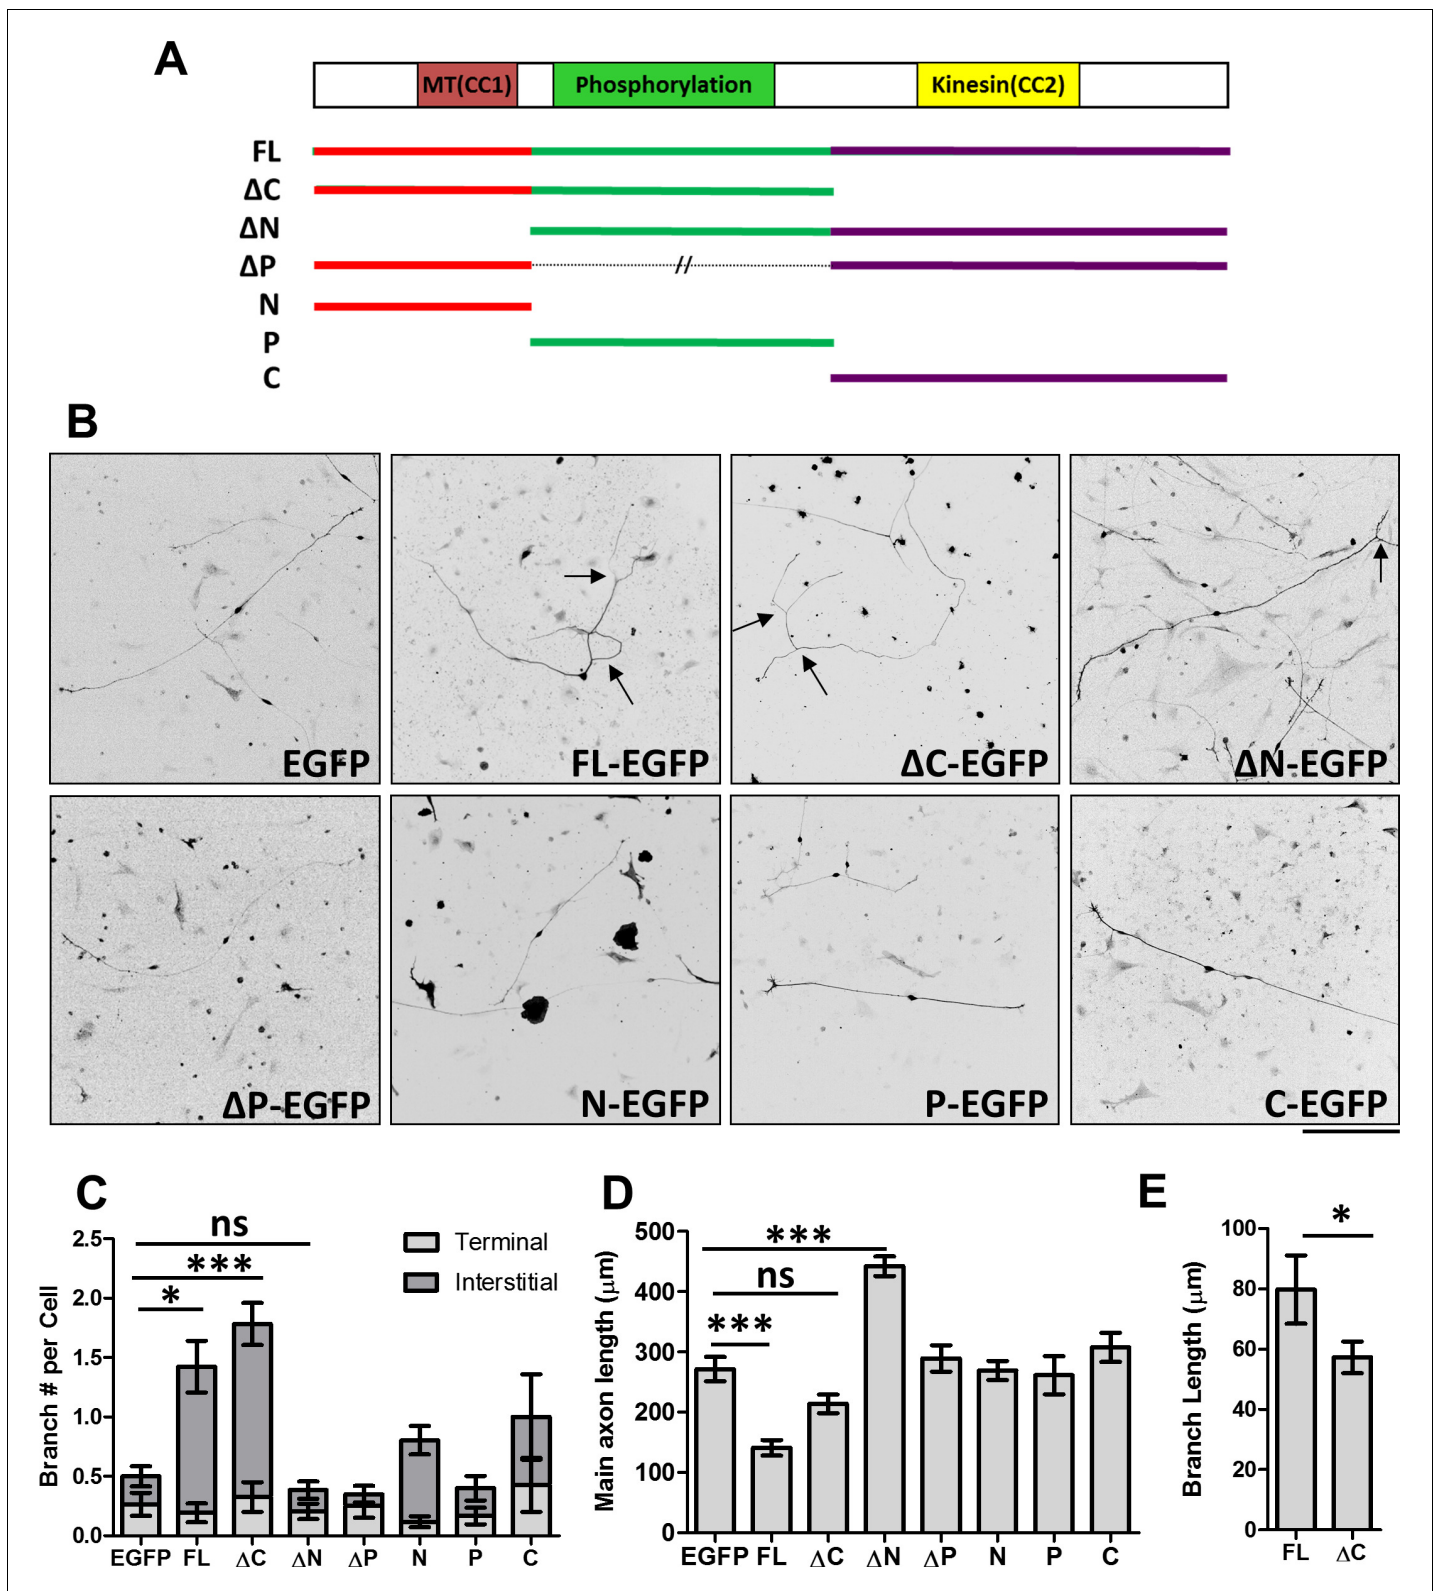 A
MT(CC1) Phosphorylation Kinesin(CC2)
FL
ΔC
ΔN
ΔP
//
N
P
C
B
EGFP FL-EGFP ΔC-EGFP ΔN-EGFP
ΔP-EGFP N-EGFP P-EGFP C-EGFP
C
Branch # per Cell
2.5
2.0
1.5
1.0
0.5
0.0
ns
***
*
Terminal
Interstitial
EGFP FL ΔC ΔN ΔP N P C
D
Main axon length (μm)
500
400
300
200
100
0
***
ns
***
EGFP FL ΔC ΔN ΔP N P C
E
Branch Length (μm)
100
80
60
40
20
0
*
FL ΔC